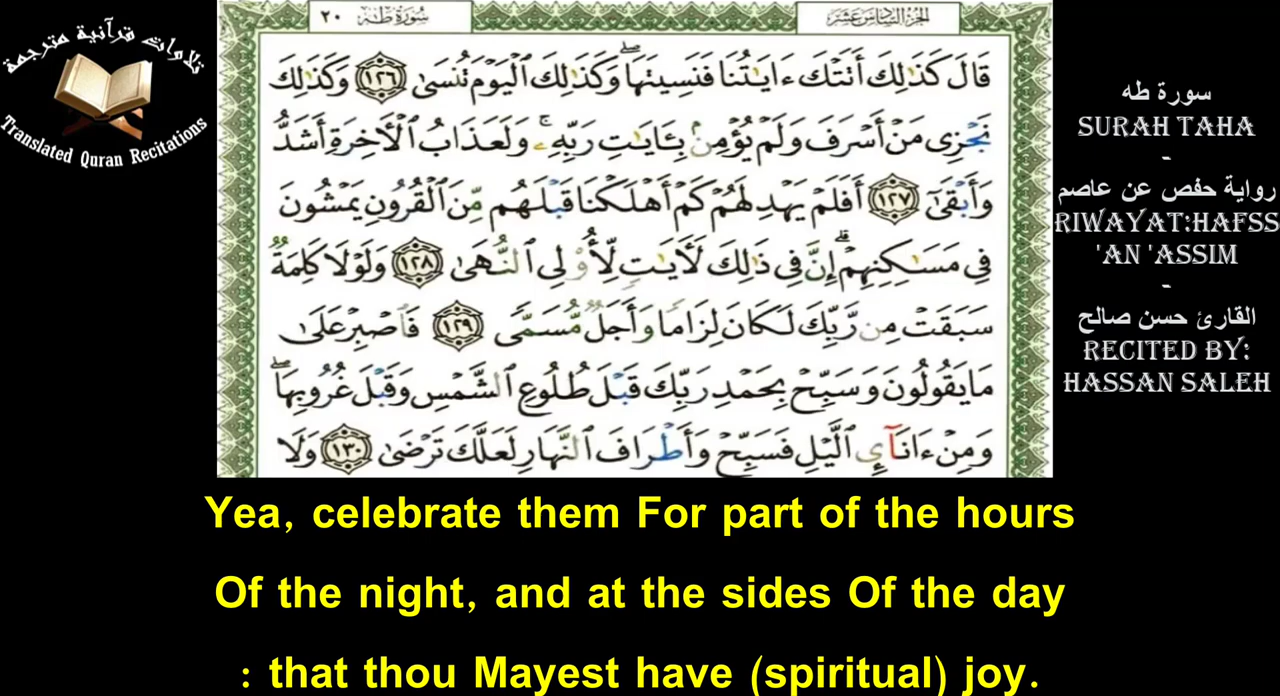 تلاوات قرآنية مترجمة
Translated Quran Recitations
سورة طه ٢٠
الجزء السادس عشر
قَالَ كَذَٰلِكَ أَتَتْكَ ءَايَٰتُنَا فَنَسِيتَهَا ۖ وَكَذَٰلِكَ ٱلْيَوْمَ تُنسَىٰ ١٢٦ وَكَذَٰلِكَ
نَجْزِى مَنْ أَسْرَفَ وَلَمْ يُؤْمِنۢ بِـَٔايَٰتِ رَبِّهِۦ ۚ وَلَعَذَابُ ٱلْأَخِرَةِ أَشَدُّ
وَأَبْقَىٰٓ ١٢٧ أَفَلَمْ يَهْدِ لَهُمْ كَمْ أَهْلَكْنَا قَبْلَهُم مِّنَ ٱلْقُرُونِ يَمْشُونَ
فِى مَسَٰكِنِهِمْ ۗ إِنَّ فِى ذَٰلِكَ لَأَيَٰتٍ لِّأُو۟لِى ٱلنُّهَىٰ ١٢٨ وَلَوْلَا كَلِمَةٌ
سَبَقَتْ مِن رَّبِّكَ لَكَانَ لِزَامًا وَأَجَلٌ مُّسَمًّى ١٢٩ فَٱصْبِرْ عَلَىٰ
مَا يَقُولُونَ وَسَبِّحْ بِحَمْدِ رَبِّكَ قَبْلَ طُلُوعِ ٱلشَّمْسِ وَقَبْلَ غُرُوبِهَا ۖ
وَمِنْ ءَانَآئِ ٱلَّيْلِ فَسَبِّحْ وَأَطْرَافَ ٱلنَّهَارِ لَعَلَّكَ تَرْضَىٰ ١٣٠ وَلَا
سورة طه
SURAH TAHA
-
رواية حفص عن عاصم
RIWAYAT:HAFSS
'AN 'ASSIM
-
القارئ حسن صالح
RECITED BY:
HASSAN SALEH
Yea, celebrate them For part of the hours
Of the night, and at the sides Of the day
: that thou Mayest have (spiritual) joy.